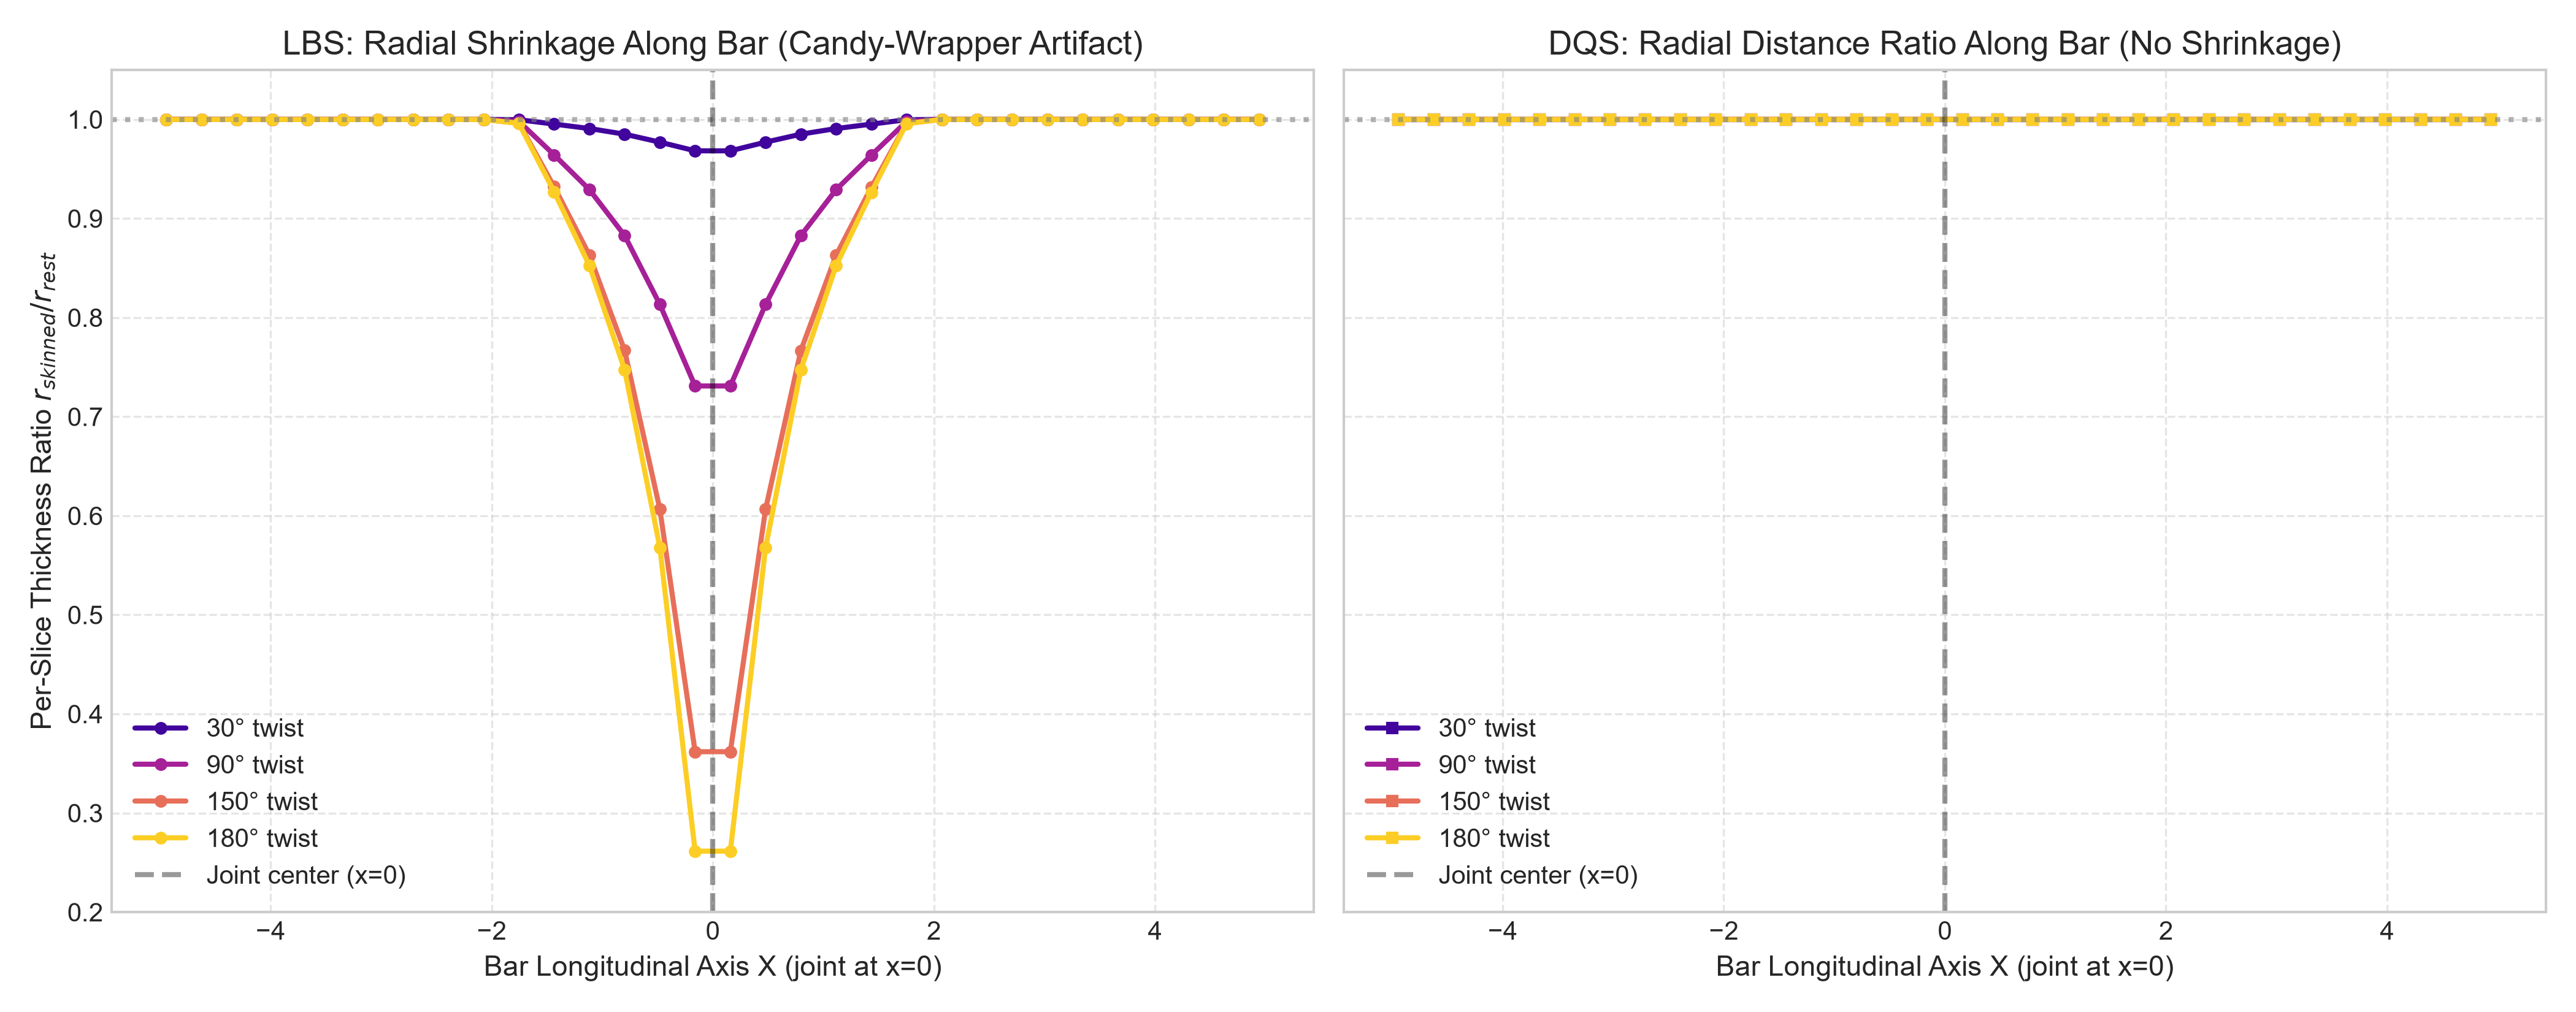 LBS: Radial Shrinkage Along Bar (Candy-Wrapper Artifact)
Per-Slice Thickness Ratio r_skinned/r_rest
1.0
0.9
0.8
0.7
0.6
0.5
0.4
0.3
0.2
30° twist
90° twist
150° twist
180° twist
Joint center (x=0)
−4 −2 0 2 4
Bar Longitudinal Axis X (joint at x=0)
DQS: Radial Distance Ratio Along Bar (No Shrinkage)
30° twist
90° twist
150° twist
180° twist
Joint center (x=0)
−4 −2 0 2 4
Bar Longitudinal Axis X (joint at x=0)